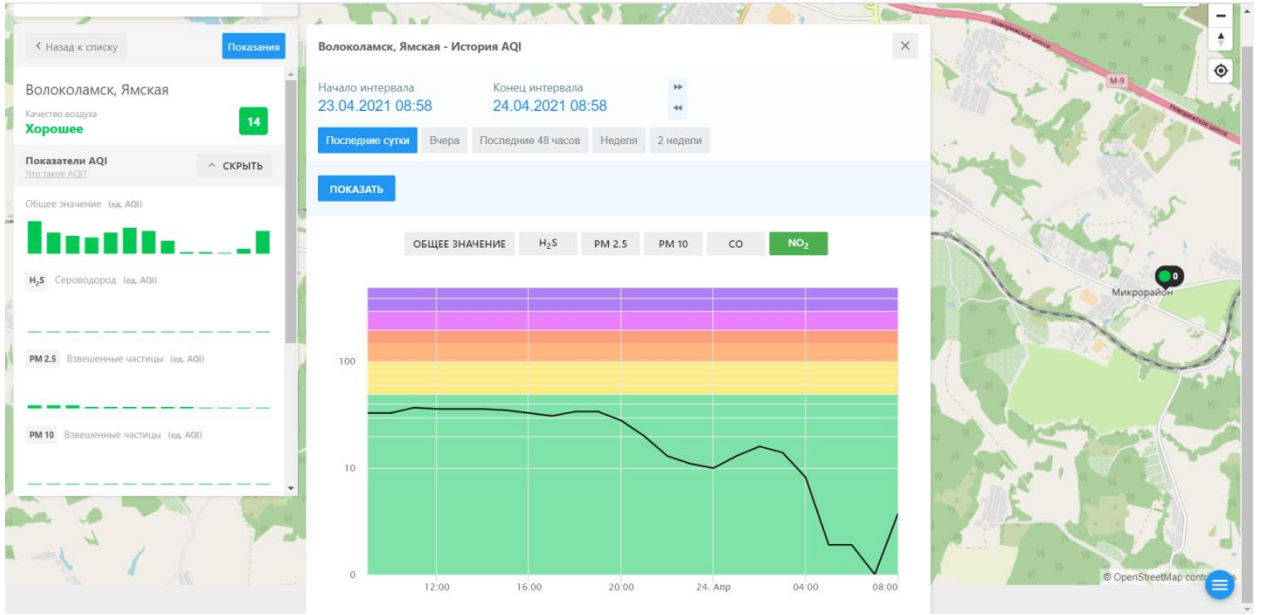 Назад к списку
Показания
Волоколамск, Ямская
Качество воздуха
Хорошее
14
Показатели AQI
Что такое AQI?
СКРЫТЬ
Общее значение (ед. AQI)
H₂S Сероводород (ед. AQI)
PM 2.5 Взвешенные частицы (ед. AQI)
PM 10 Взвешенные частицы (ед. AQI)
Волоколамск, Ямская - История AQI
Начало интервала
23.04.2021 08:58
Конец интервала
24.04.2021 08:58
Последние сутки
Вчера
Последние 48 часов
Неделя
2 недели
ПОКАЗАТЬ
ОБЩЕЕ ЗНАЧЕНИЕ
H₂S
PM 2.5
PM 10
CO
NO₂
100
10
0
12:00
16:00
20:00
24. Апр
04:00
08:00
Новорижское шоссе
М-9
Новорижское шоссе
0
Микрорайон
© OpenStreetMap